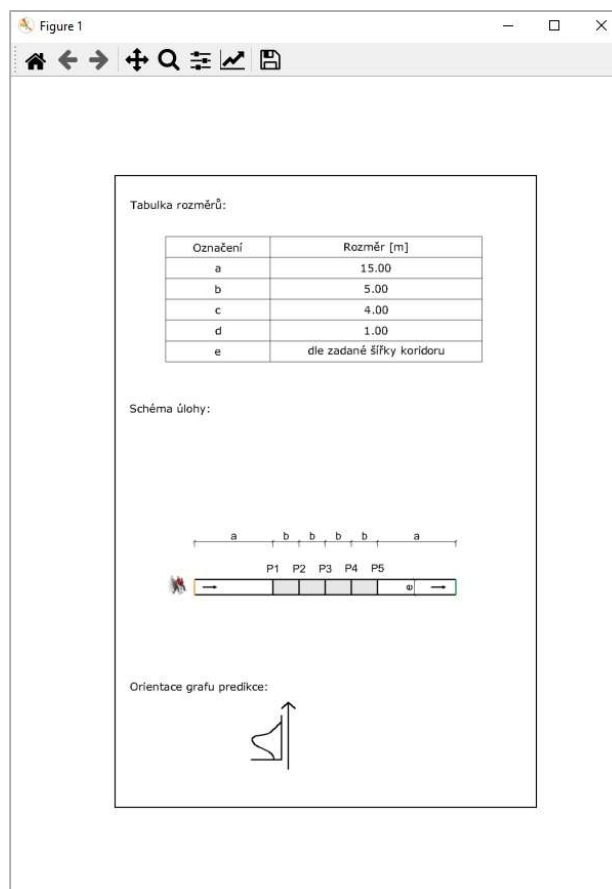 Figure 1
Tabulka rozměrů:
Označení Rozměr [m]
a 15.00
b 5.00
c 4.00
d 1.00
e dle zadané šířky koridoru
Schéma úlohy:
a b b b b a
P1 P2 P3 P4 P5
e
Orientace grafu predikce: